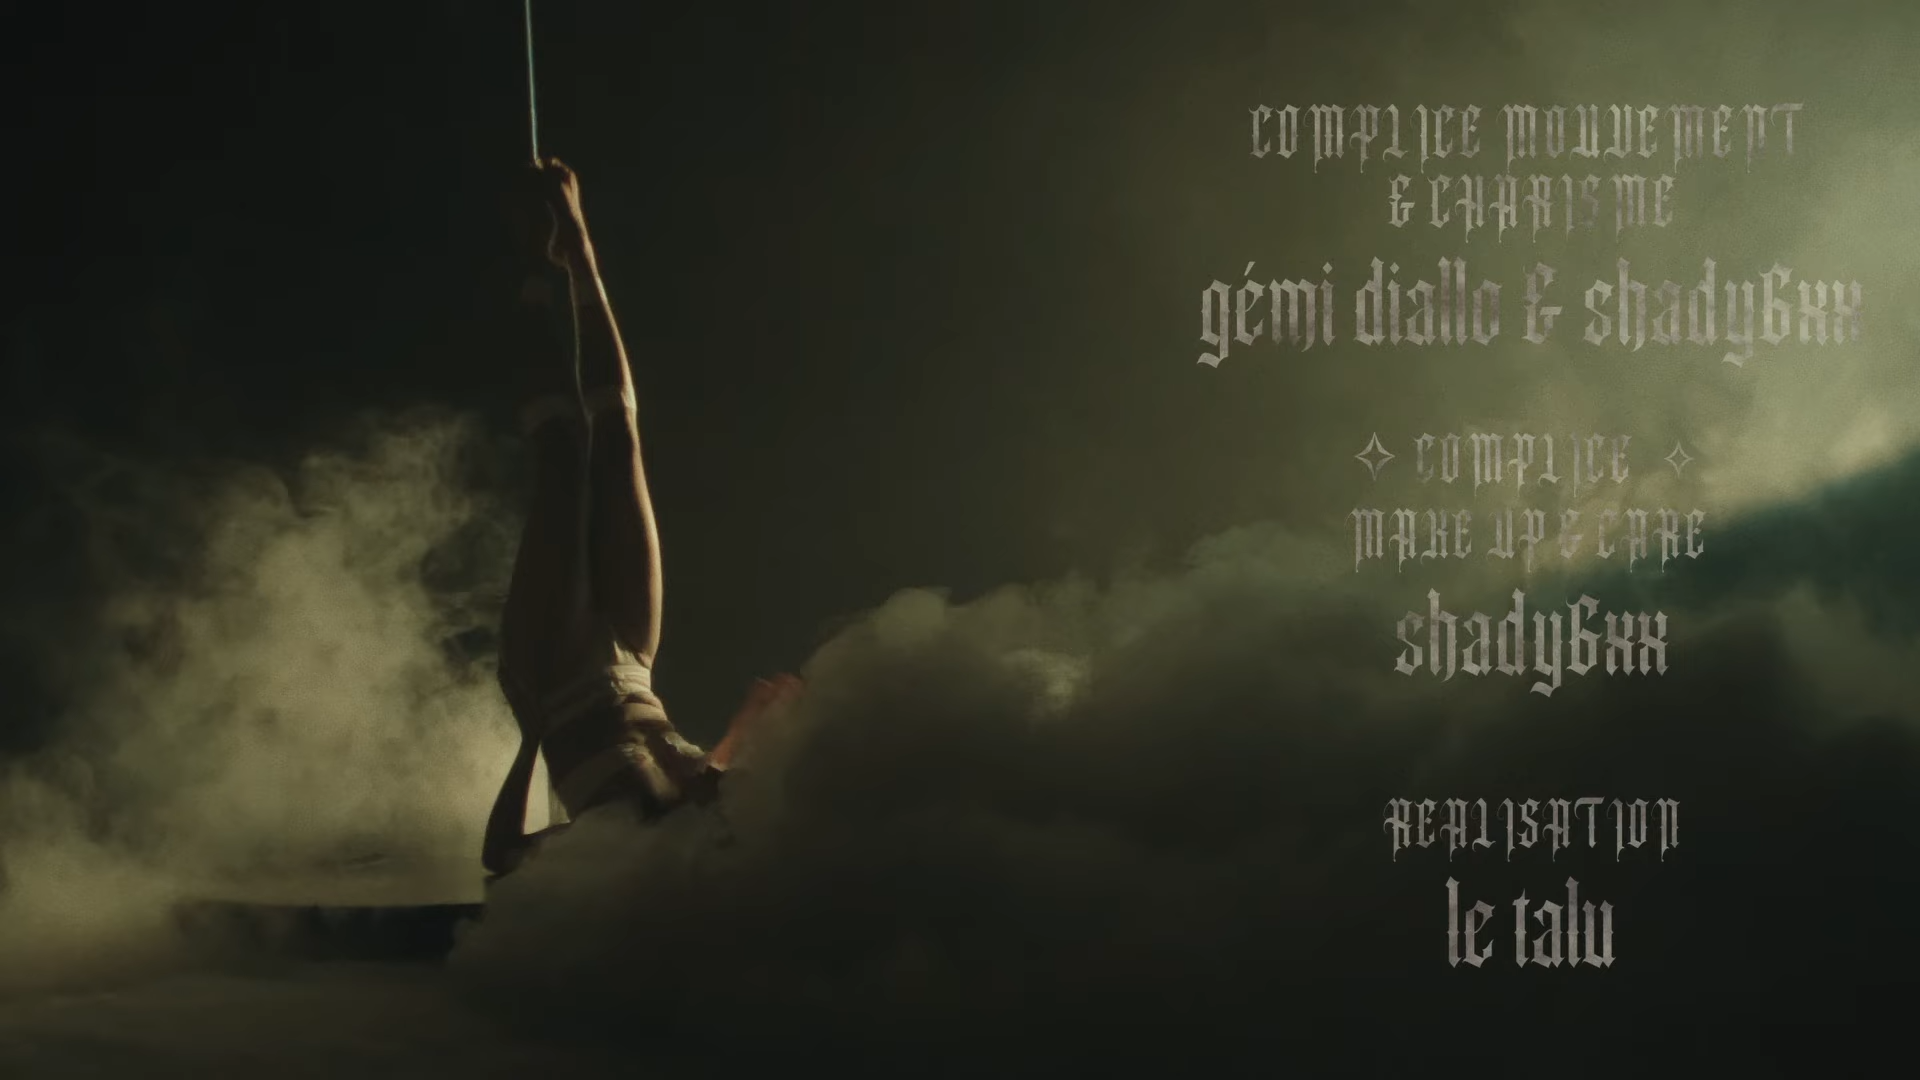 COMPLICE MOUVEMENT
& CHARISME
gémi diallo & shady6xx
COMPLICE
MAKE UP & CARE
shady6xx
REALISATION
le talu